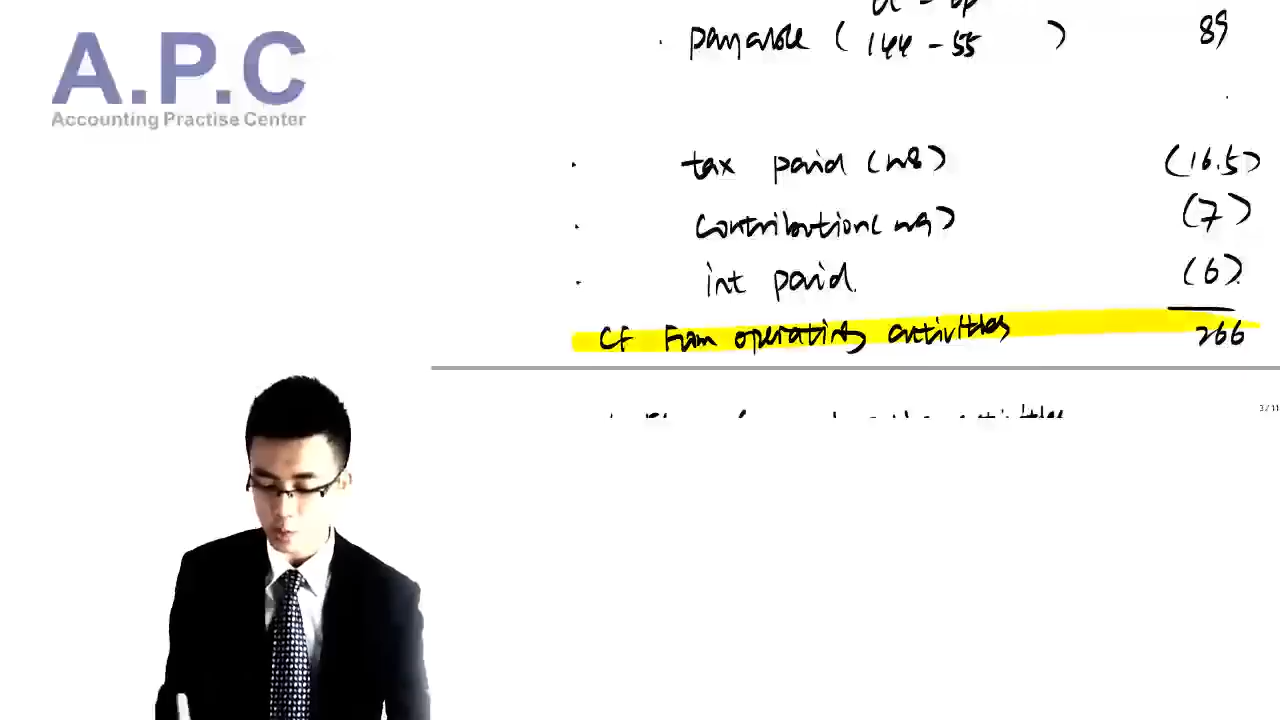 A.P.C
Accounting Practise Center
payable ( 144 - 55 ) 89
tax paid (W8) (16.5)
contribution (W9) (7)
int paid. (6)
CF From operating activities 266